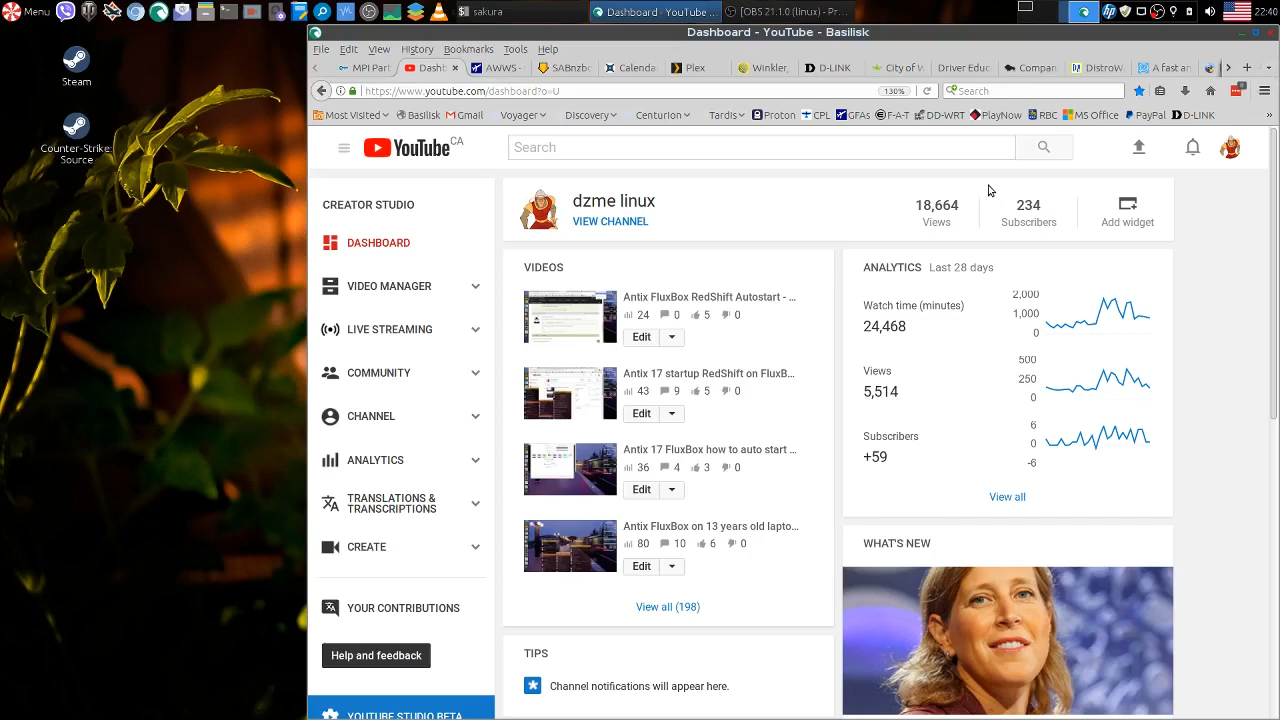 Menu
sakura
Dashboard - YouTub...
[OBS 21.1.0 (linux) - Pr...
22:40
Steam
Counter-Strike:
Source
Dashboard - YouTube - Basilisk
File Edit View History Bookmarks Tools Help
MPI Part
Dashb
AWWS -
SABnzb
Calenda
Plex
Winkler,
D-LINK
City of W
Driver Educ
Compan
DistroW
A fast an
https://www.youtube.com/dashboard?o=U
130%
Search
Most Visited
Basilisk
Gmail
Voyager
Discovery
Centurion
Tardis
Proton
CPL
GFAs
F-A-T
DD-WRT
PlayNow
RBC
MS Office
PayPal
D-LINK
YouTube CA
Search
CREATOR STUDIO
DASHBOARD
VIDEO MANAGER
LIVE STREAMING
COMMUNITY
CHANNEL
ANALYTICS
TRANSLATIONS &
TRANSCRIPTIONS
CREATE
YOUR CONTRIBUTIONS
Help and feedback
YOUTUBE STUDIO BETA
dzme linux
VIEW CHANNEL
18,664
Views
234
Subscribers
Add widget
VIDEOS
Antix FluxBox RedShift Autostart - ...
24 0 5 0
Edit
Antix 17 startup RedShift on FluxB...
43 9 5 0
Edit
Antix 17 FluxBox how to auto start ...
36 4 3 0
Edit
Antix FluxBox on 13 years old lapto...
80 10 6 0
Edit
View all (198)
TIPS
Channel notifications will appear here.
ANALYTICS Last 28 days
Watch time (minutes)
24,468
2,000
1,000
0
Views
5,514
500
250
0
Subscribers
+59
6
0
-6
View all
WHAT'S NEW